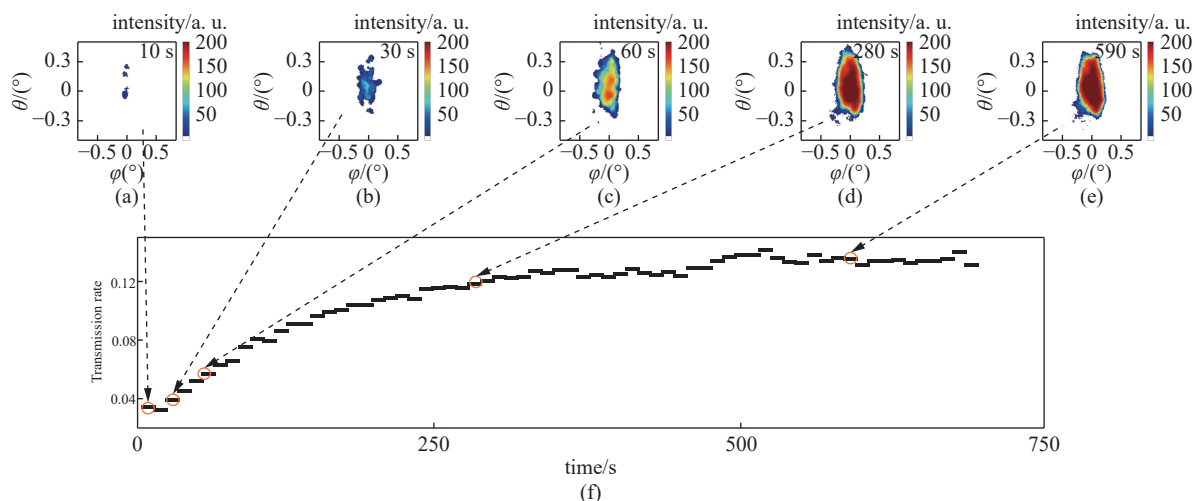 intensity/a. u.
10 s
200
150
100
50
0.3
0
−0.3
θ/(°)
−0.5 0 0.5
φ(°)
(a)
intensity/a. u.
30 s
200
150
100
50
0.3
0
−0.3
θ/(°)
−0.5 0 0.5
φ/(°)
(b)
intensity/a. u.
60 s
200
150
100
50
0.3
0
−0.3
θ/(°)
−0.5 0 0.5
φ/(°)
(c)
intensity/a. u.
280 s
200
150
100
50
0.3
0
−0.3
θ/(°)
−0.5 0 0.5
φ/(°)
(d)
intensity/a. u.
590 s
200
150
100
50
0.3
0
−0.3
θ/(°)
−0.5 0 0.5
φ/(°)
(e)
Transmission rate
0.12
0.08
0.04
0 250 500 750
time/s
(f)